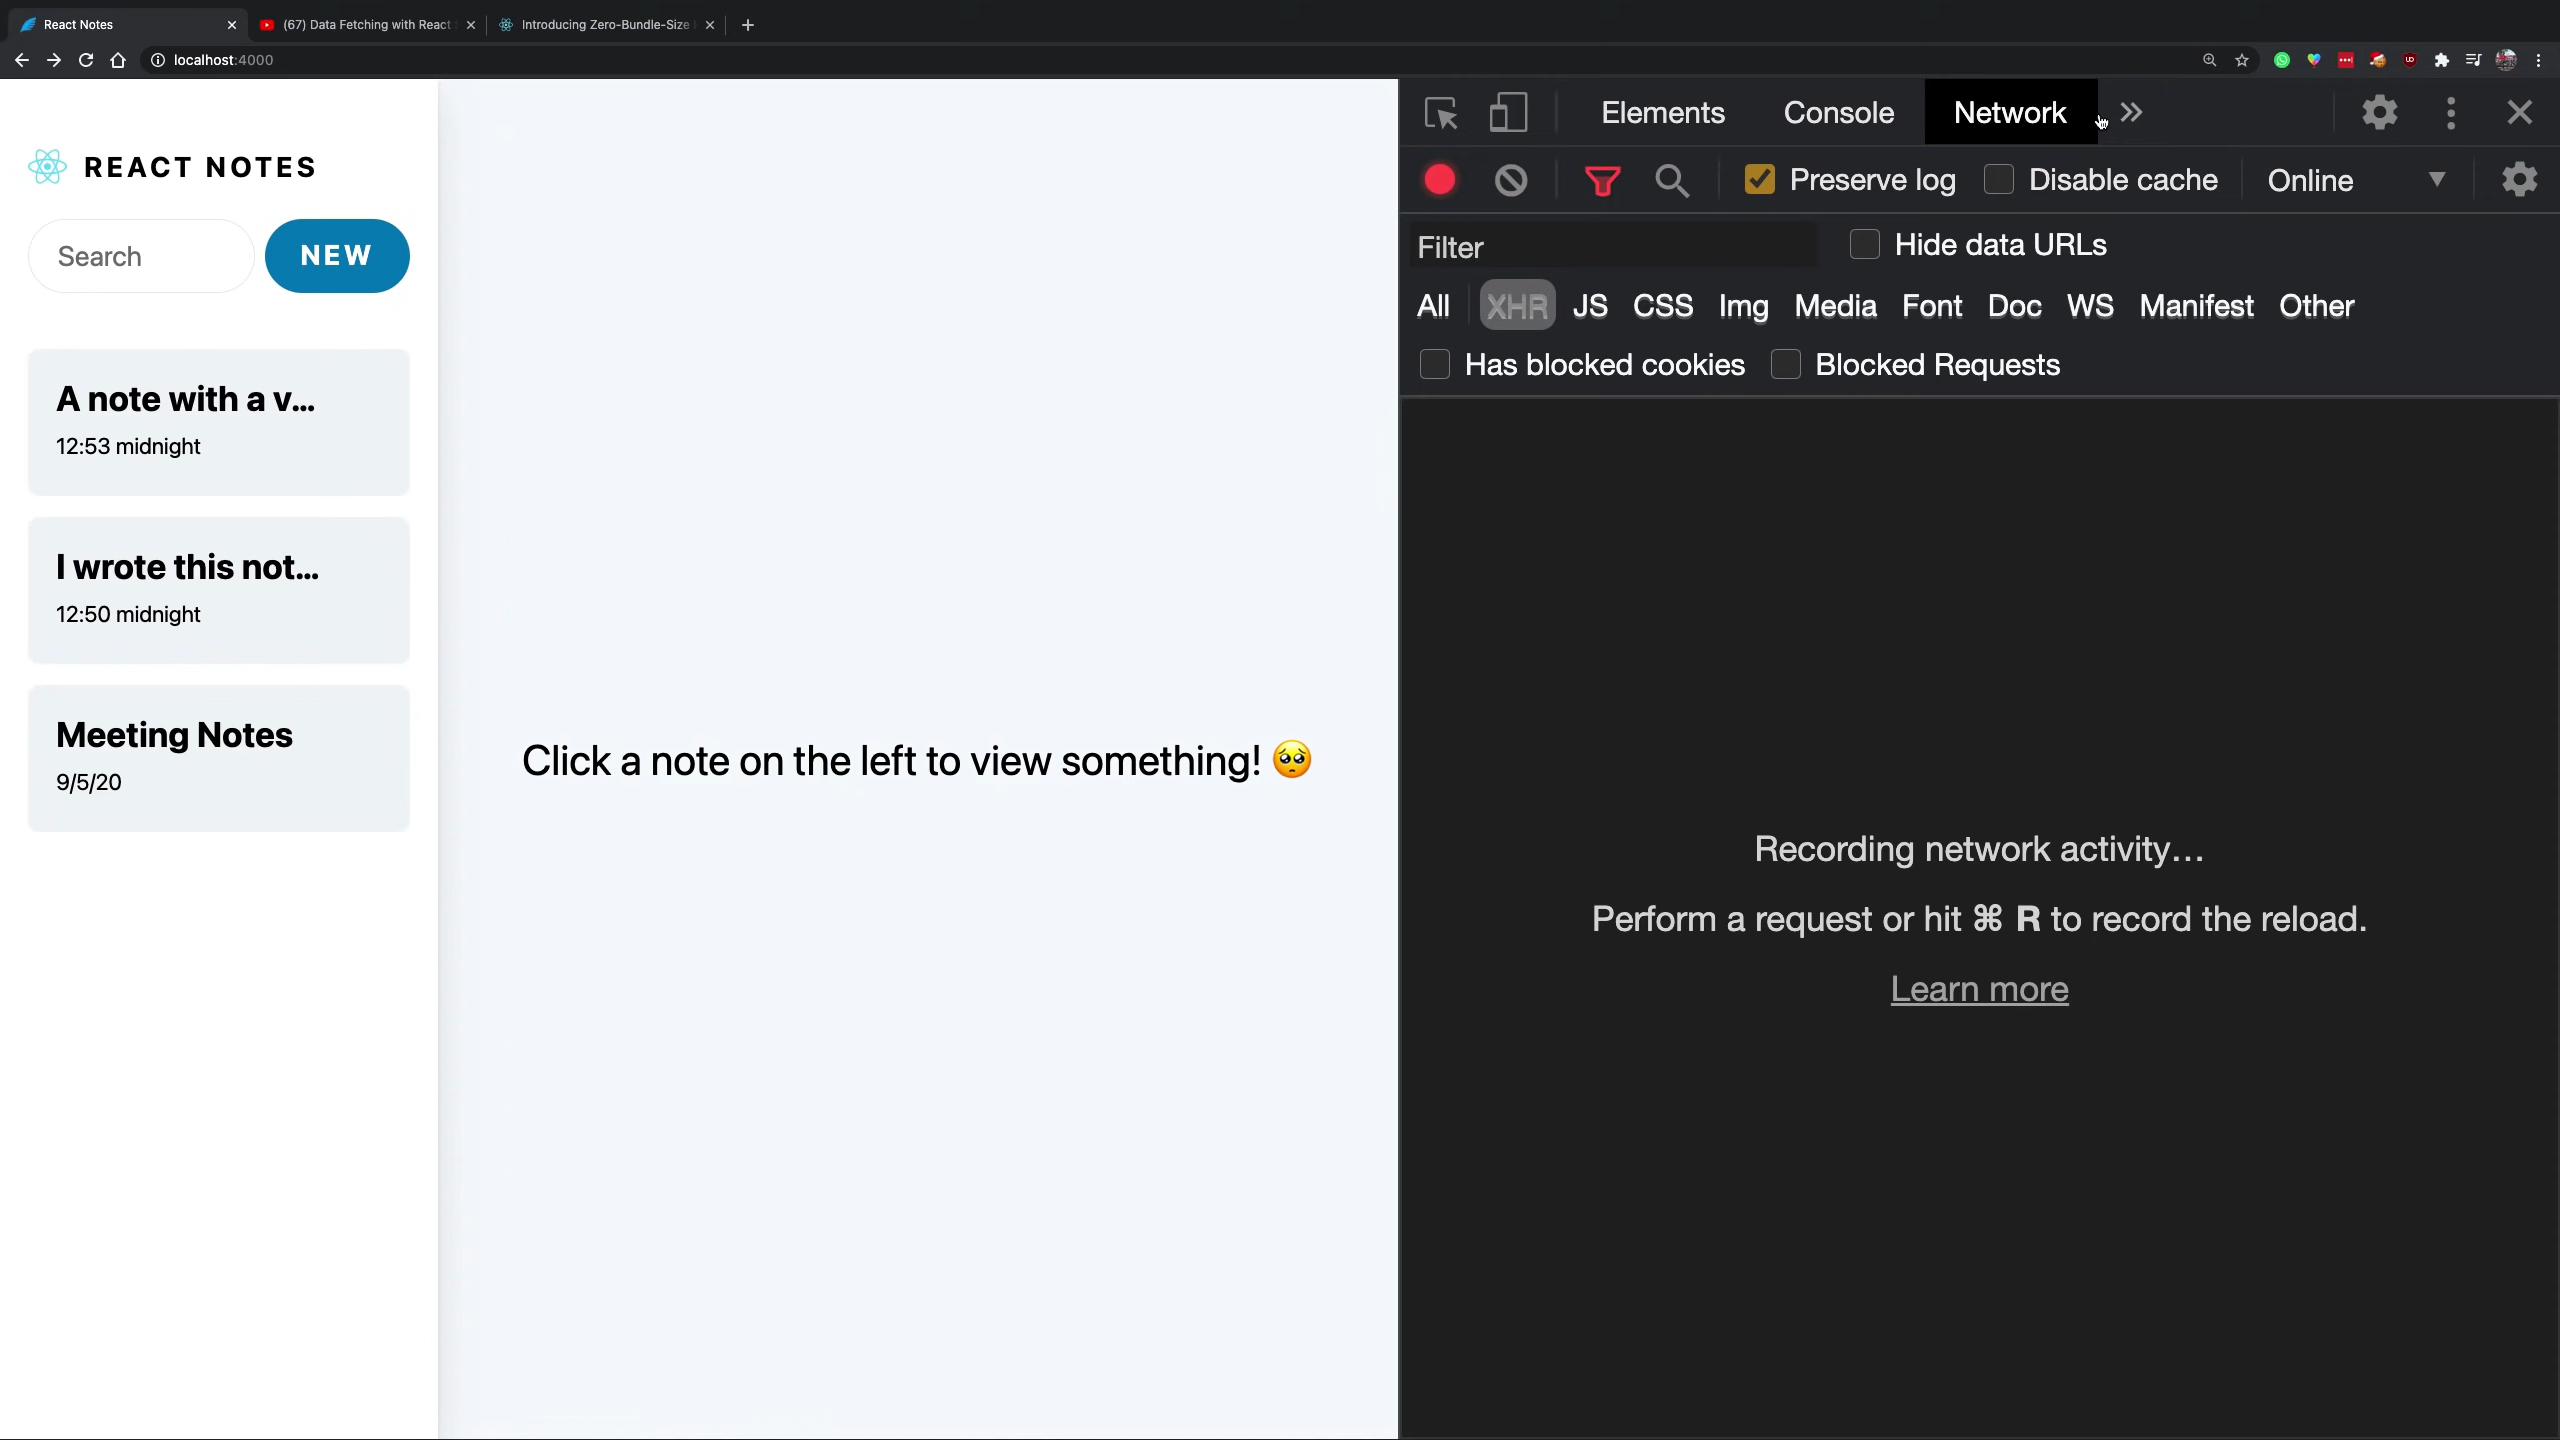 React Notes
(67) Data Fetching with React
Introducing Zero-Bundle-Size
localhost:4000
REACT NOTES
Search
NEW
A note with a v...
12:53 midnight
I wrote this not...
12:50 midnight
Meeting Notes
9/5/20
Click a note on the left to view something! 🥺
Elements Console Network
Preserve log Disable cache Online
Filter Hide data URLs
All XHR JS CSS Img Media Font Doc WS Manifest Other
Has blocked cookies Blocked Requests
Recording network activity…
Perform a request or hit ⌘ R to record the reload.
Learn more